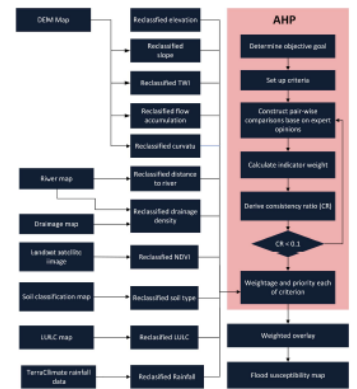 AHP
DEM Map
Reclassfied elevation
Reclassified
slope
Reclassified TWI
Reclassified flow
accumulation
Reclassified curvatu
River map
Reclassified distance
to river
Drainage map
Reclassified drainage
density
Landsat satellite
image
Reclassified NDVI
Soil classification map
Reclassified soil type
LULC map
Reclassified LULC
TerraClimate rainfall
data
Reclassified Rainfall
Determine objective goal
Set up criteria
Construct pair-wise
comparisons base on expert
opinions
Calculate indicator weight
Derive consistency ratio (CR)
CR < 0.1
Weightage and priority each
of criterion
Weighted overlay
Flood susceptibility map